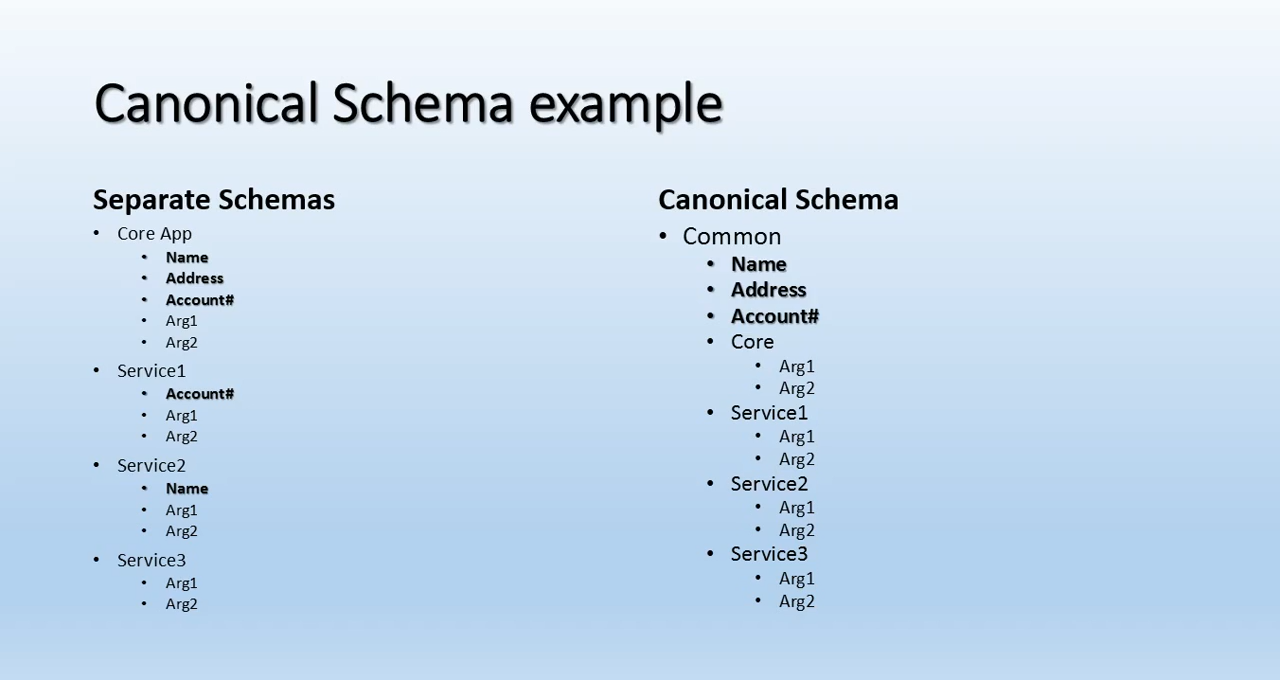 Canonical Schema example
Separate Schemas
• Core App
• Name
• Address
• Account#
• Arg1
• Arg2
• Service1
• Account#
• Arg1
• Arg2
• Service2
• Name
• Arg1
• Arg2
• Service3
• Arg1
• Arg2
Canonical Schema
• Common
• Name
• Address
• Account#
• Core
• Arg1
• Arg2
• Service1
• Arg1
• Arg2
• Service2
• Arg1
• Arg2
• Service3
• Arg1
• Arg2